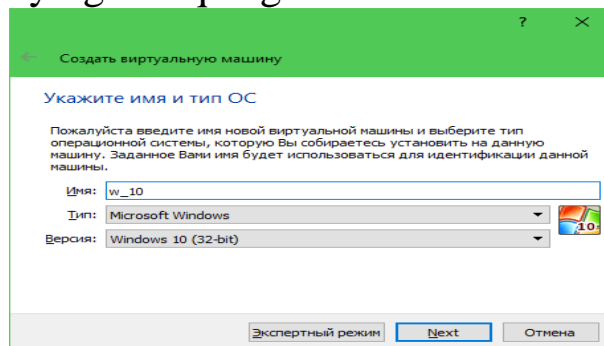 ?
Создать виртуальную машину
Укажите имя и тип ОС
Пожалуйста введите имя новой виртуальной машины и выберите тип
операционной системы, которую Вы собираетесь установить на данную
машину. Заданное Вами имя будет использоваться для идентификации данной
машины.
Имя: w_10
Тип: Microsoft Windows
10
Версия: Windows 10 (32-bit)
Экспертный режим Next Отмена